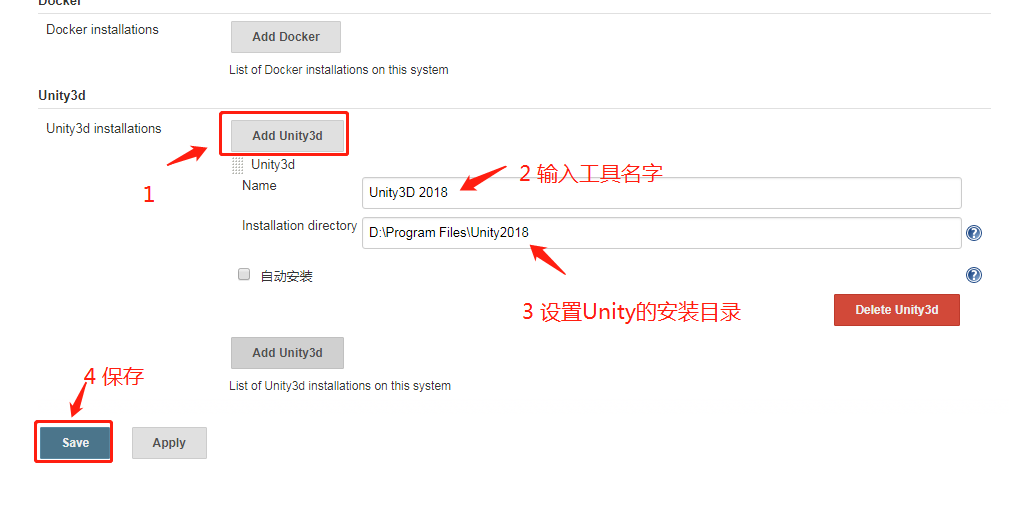 Docker
Docker installations
Add Docker
List of Docker installations on this system
Unity3d
Unity3d installations
Add Unity3d
1
Unity3d
Name
Unity3D 2018
2 输入工具名字
Installation directory
D:\Program Files\Unity2018
自动安装
3 设置Unity的安装目录
Delete Unity3d
Add Unity3d
List of Unity3d installations on this system
4 保存
Save
Apply